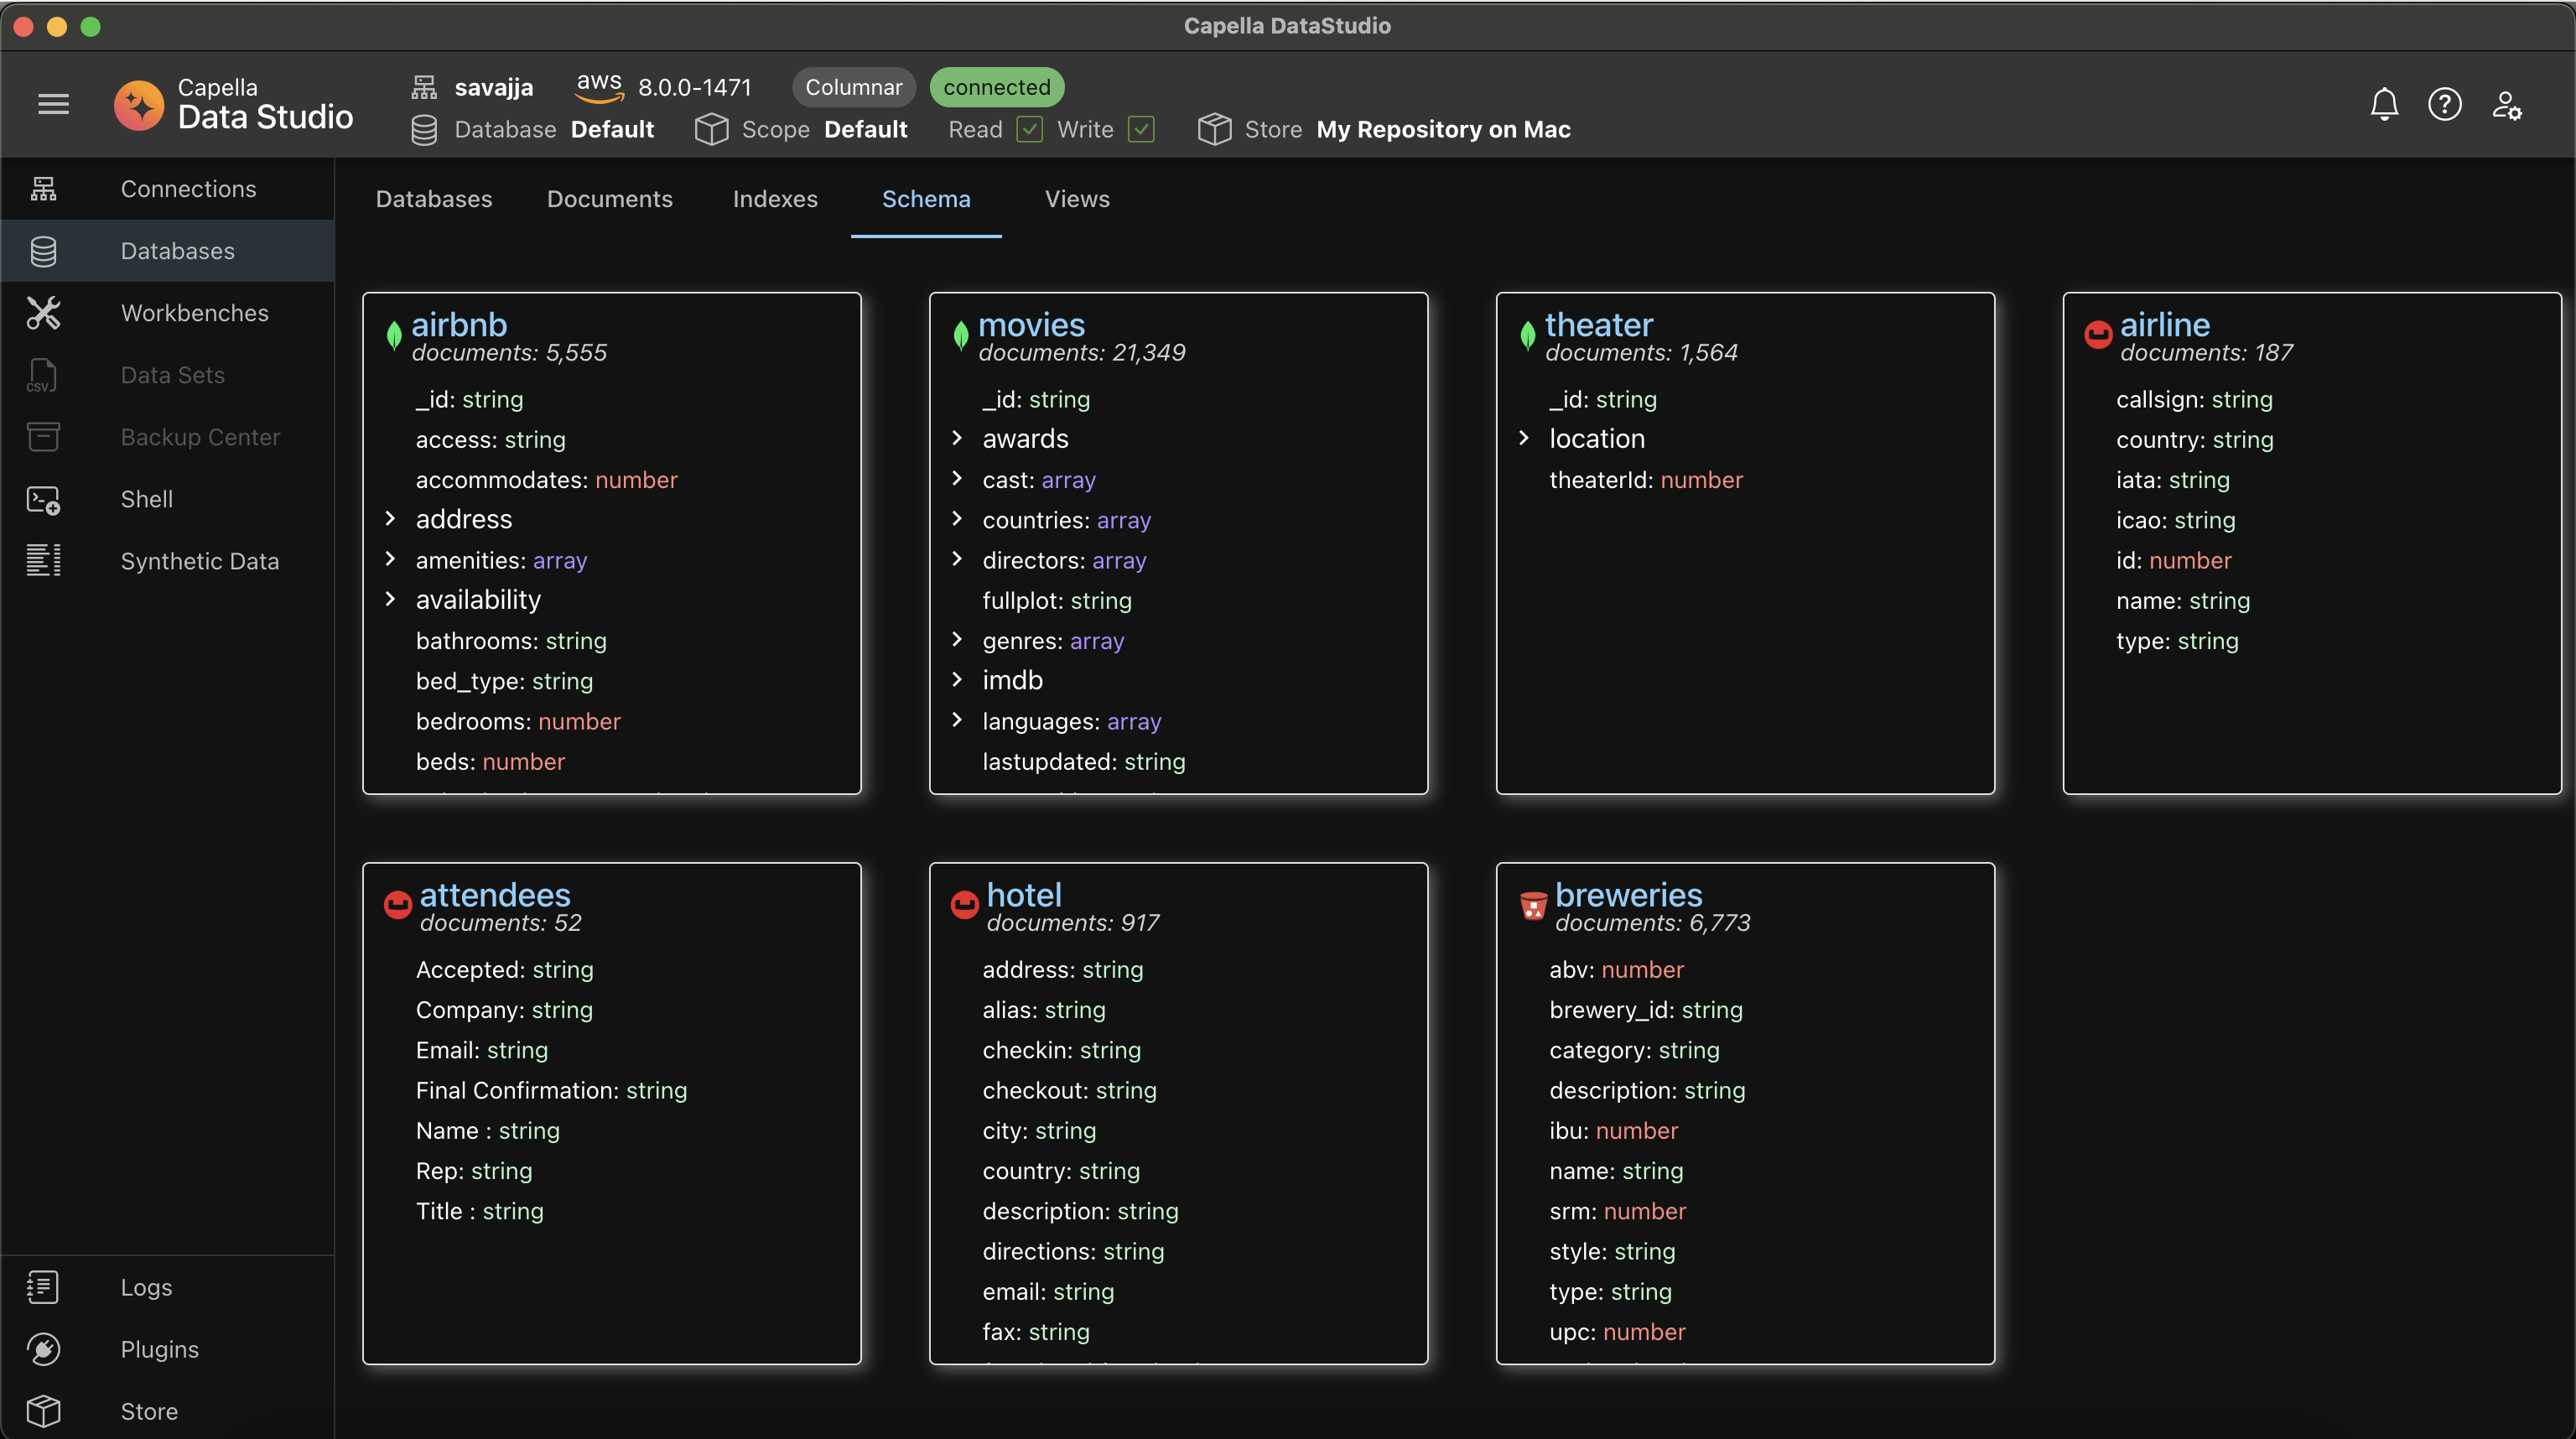 Capella DataStudio
Capella
Data Studio
savajja aws 8.0.0-1471 Columnar connected
Database Default Scope Default Read Write Store My Repository on Mac
Connections
Databases
Workbenches
CSV Data Sets
Backup Center
Shell
Synthetic Data
Logs
Plugins
Store
Databases Documents Indexes Schema Views
airbnb
documents: 5,555
_id: string
access: string
accommodates: number
address
amenities: array
availability
bathrooms: string
bed_type: string
bedrooms: number
beds: number
movies
documents: 21,349
_id: string
awards
cast: array
countries: array
directors: array
fullplot: string
genres: array
imdb
languages: array
lastupdated: string
theater
documents: 1,564
_id: string
location
theaterId: number
airline
documents: 187
callsign: string
country: string
iata: string
icao: string
id: number
name: string
type: string
attendees
documents: 52
Accepted: string
Company: string
Email: string
Final Confirmation: string
Name : string
Rep: string
Title : string
hotel
documents: 917
address: string
alias: string
checkin: string
checkout: string
city: string
country: string
description: string
directions: string
email: string
fax: string
breweries
documents: 6,773
abv: number
brewery_id: string
category: string
description: string
ibu: number
name: string
srm: number
style: string
type: string
upc: number